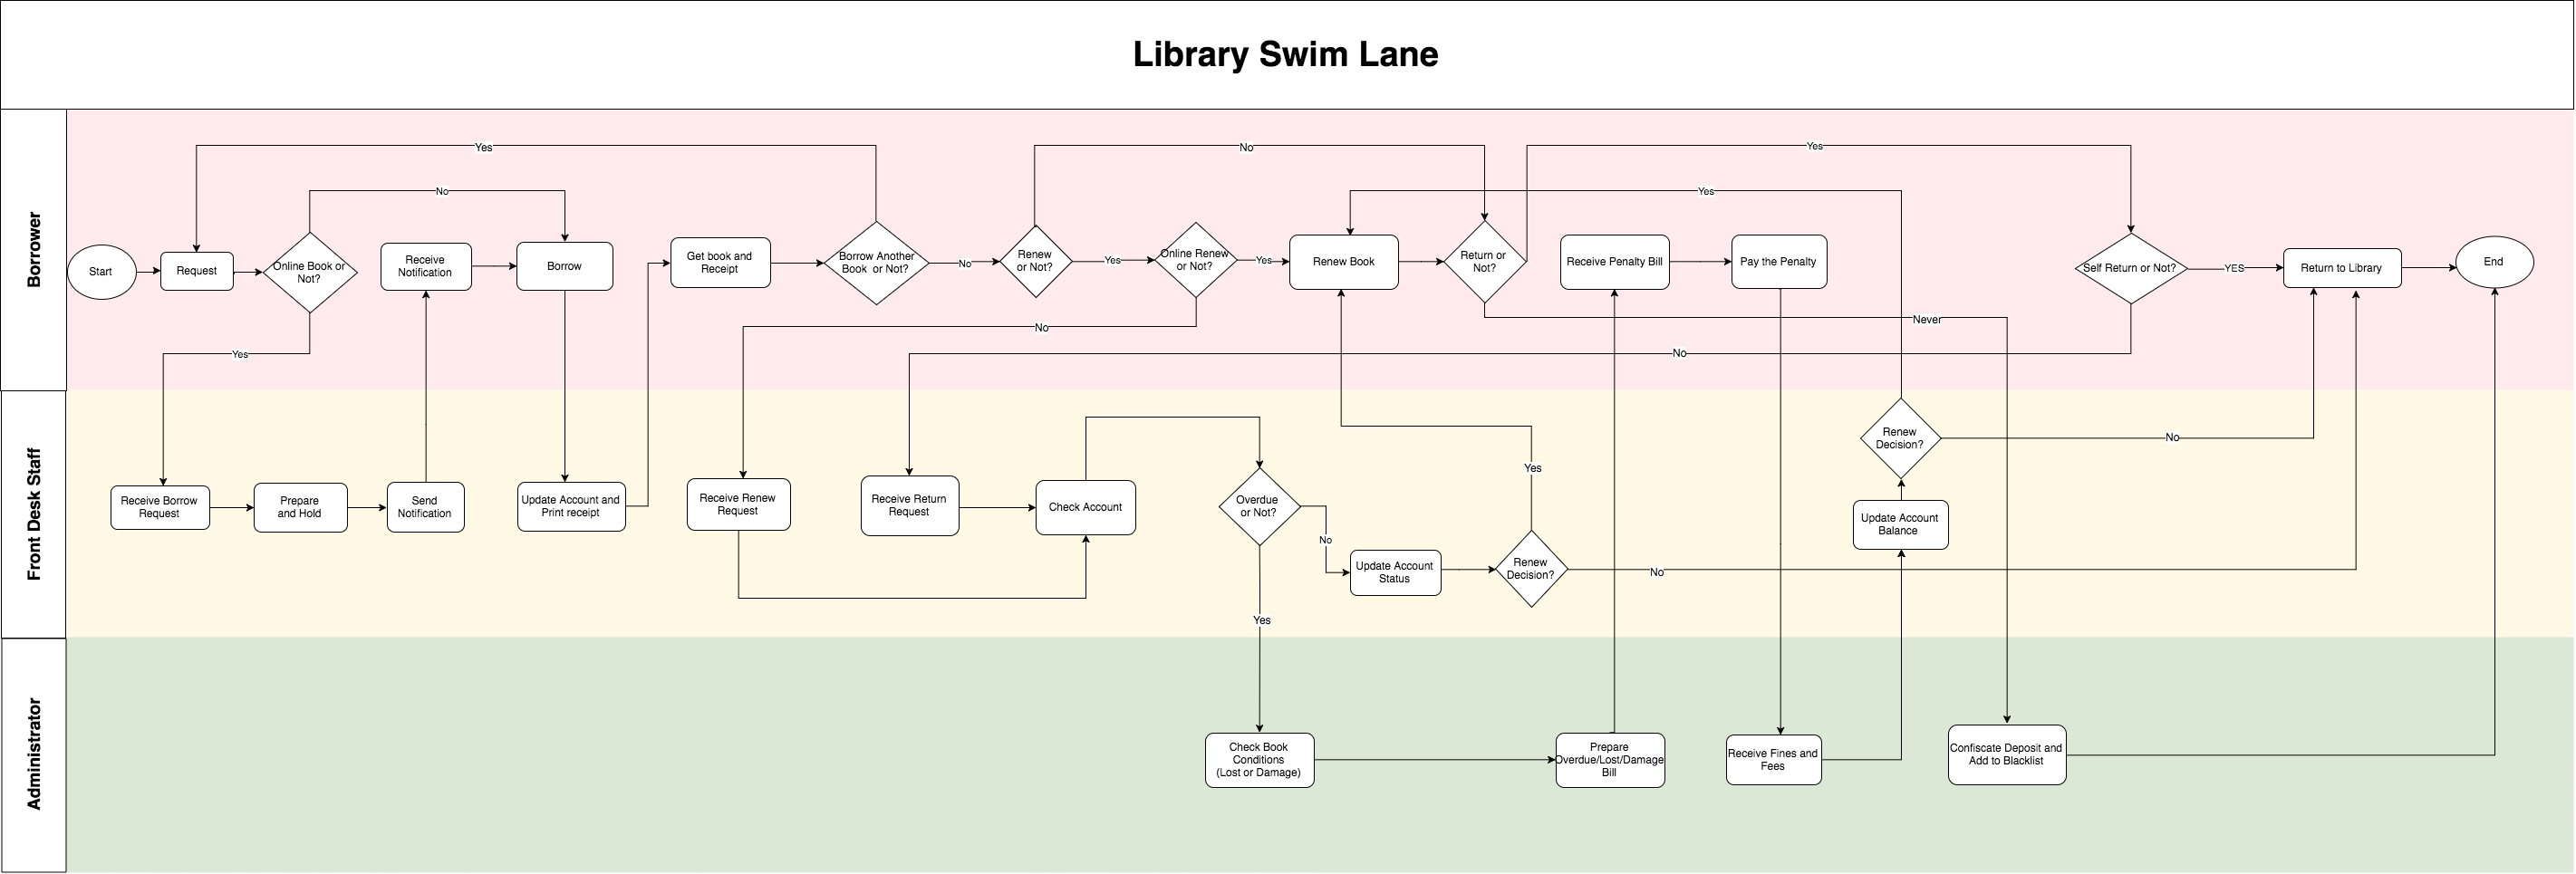 Library Swim Lane
Borrower
Yes
No
Yes
No
Yes
Start
Request
Online Book or
Not?
Receive
Notification
Borrow
Get book and
Receipt
Borrow Another
Book or Not?
No
Renew
or Not?
Yes
Online Renew
or Not?
Yes
Renew Book
Return or
Not?
Receive Penalty Bill
Pay the Penalty
Self Return or Not?
YES
Return to Library
End
Never
No
Yes
No
Front Desk Staff
Receive Borrow
Request
Prepare
and Hold
Send
Notification
Update Account and
Print receipt
Receive Renew
Request
Receive Return
Request
Check Account
Overdue
or Not?
No
Update Account
Status
Yes
Renew
Decision?
No
Renew
Decision?
No
Update Account
Balance
Yes
Administrator
Check Book
Conditions
(Lost or Damage)
Prepare
Overdue/Lost/Damage
Bill
Receive Fines and
Fees
Confiscate Deposit and
Add to Blacklist